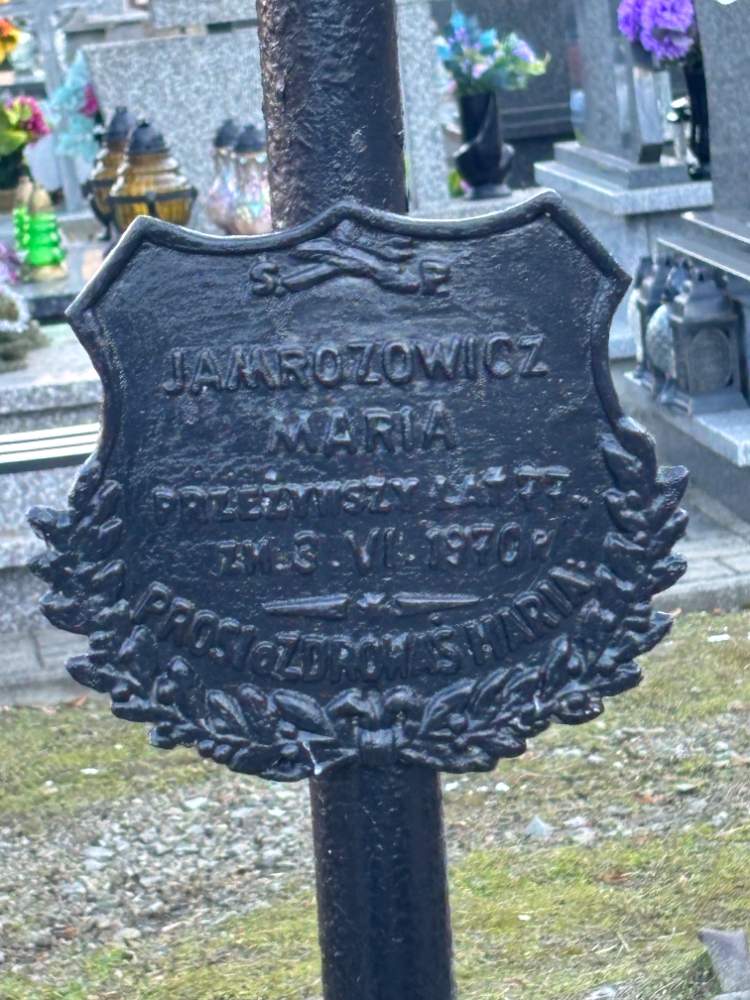 Ś. P.
JAMROZOWICZ
MARIA
PRZEŻYWSZY LAT 77.
ZM. 3. VI. 1970 R
PROSI o ZDROWAŚ MARIA.